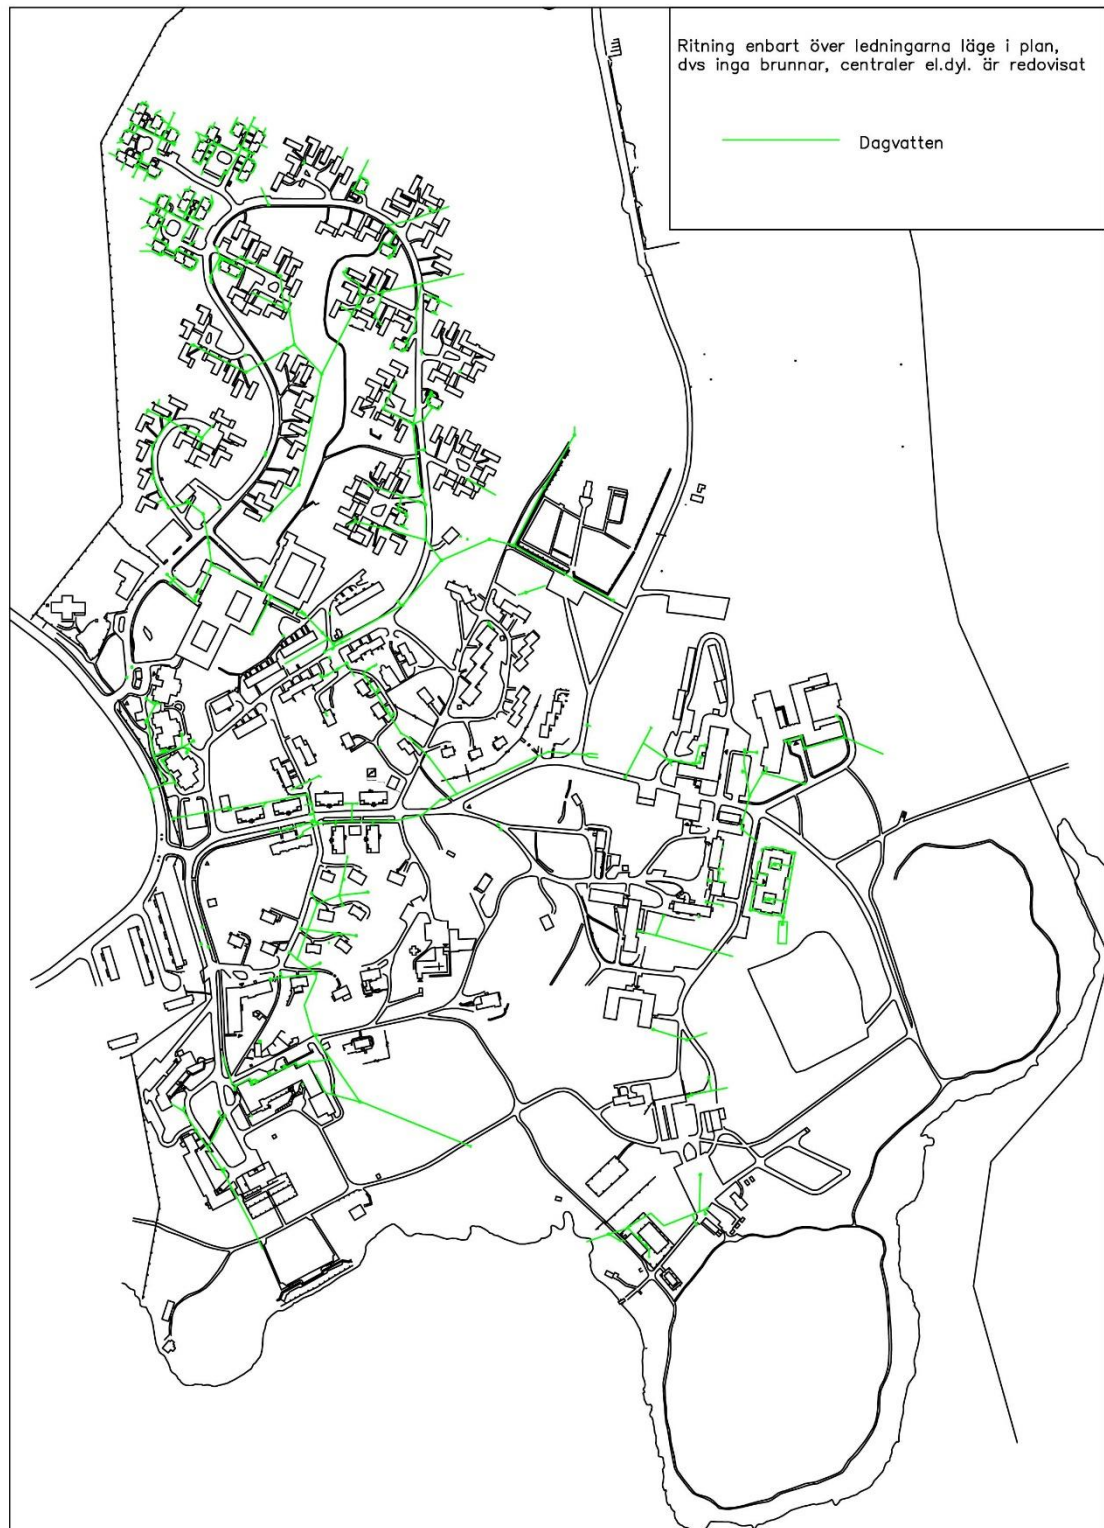 Ritning enbart över ledningarna läge i plan,
dvs inga brunnar, centraler el.dyl. är redovisat
Dagvatten